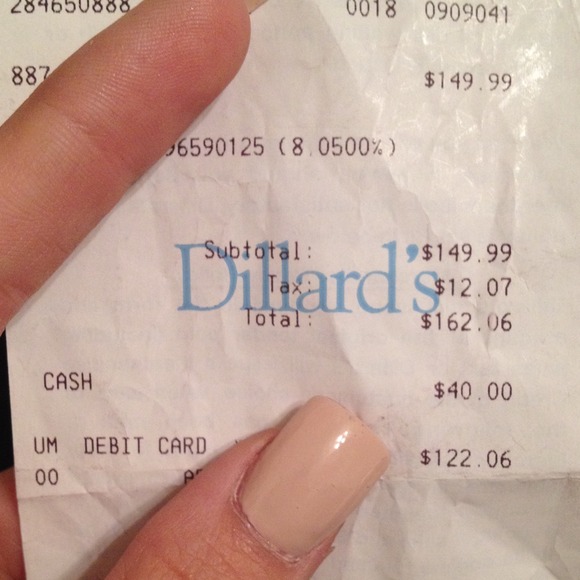 284650888 0018 0909041
887 $149.99
96590125 (8.0500%)
Dillard's
Subtotal: $149.99
Tax: $12.07
Total: $162.06
CASH $40.00
UM DEBIT CARD $122.06
00